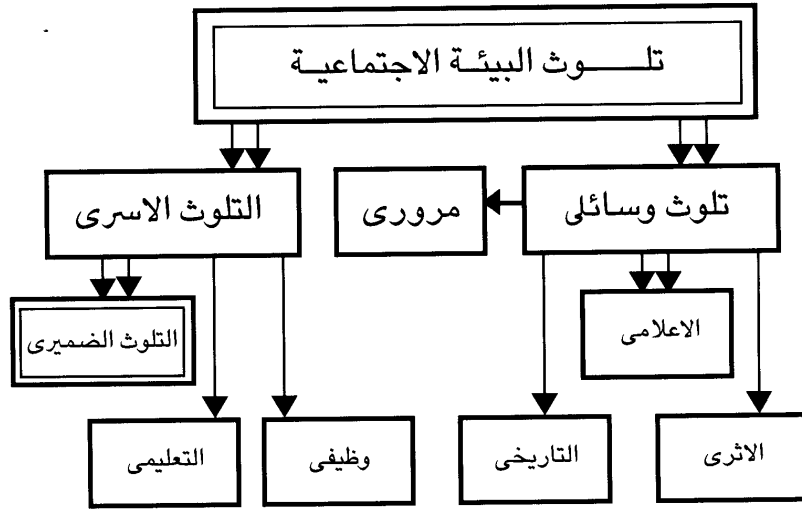 تلـــوث البيئـة الاجتماعيـة
تلوث وسائلى
مرورى
التلوث الاسرى
الاعلامى
التلوث الضميرى
الاثرى
التاريخى
وظيفى
التعليمى